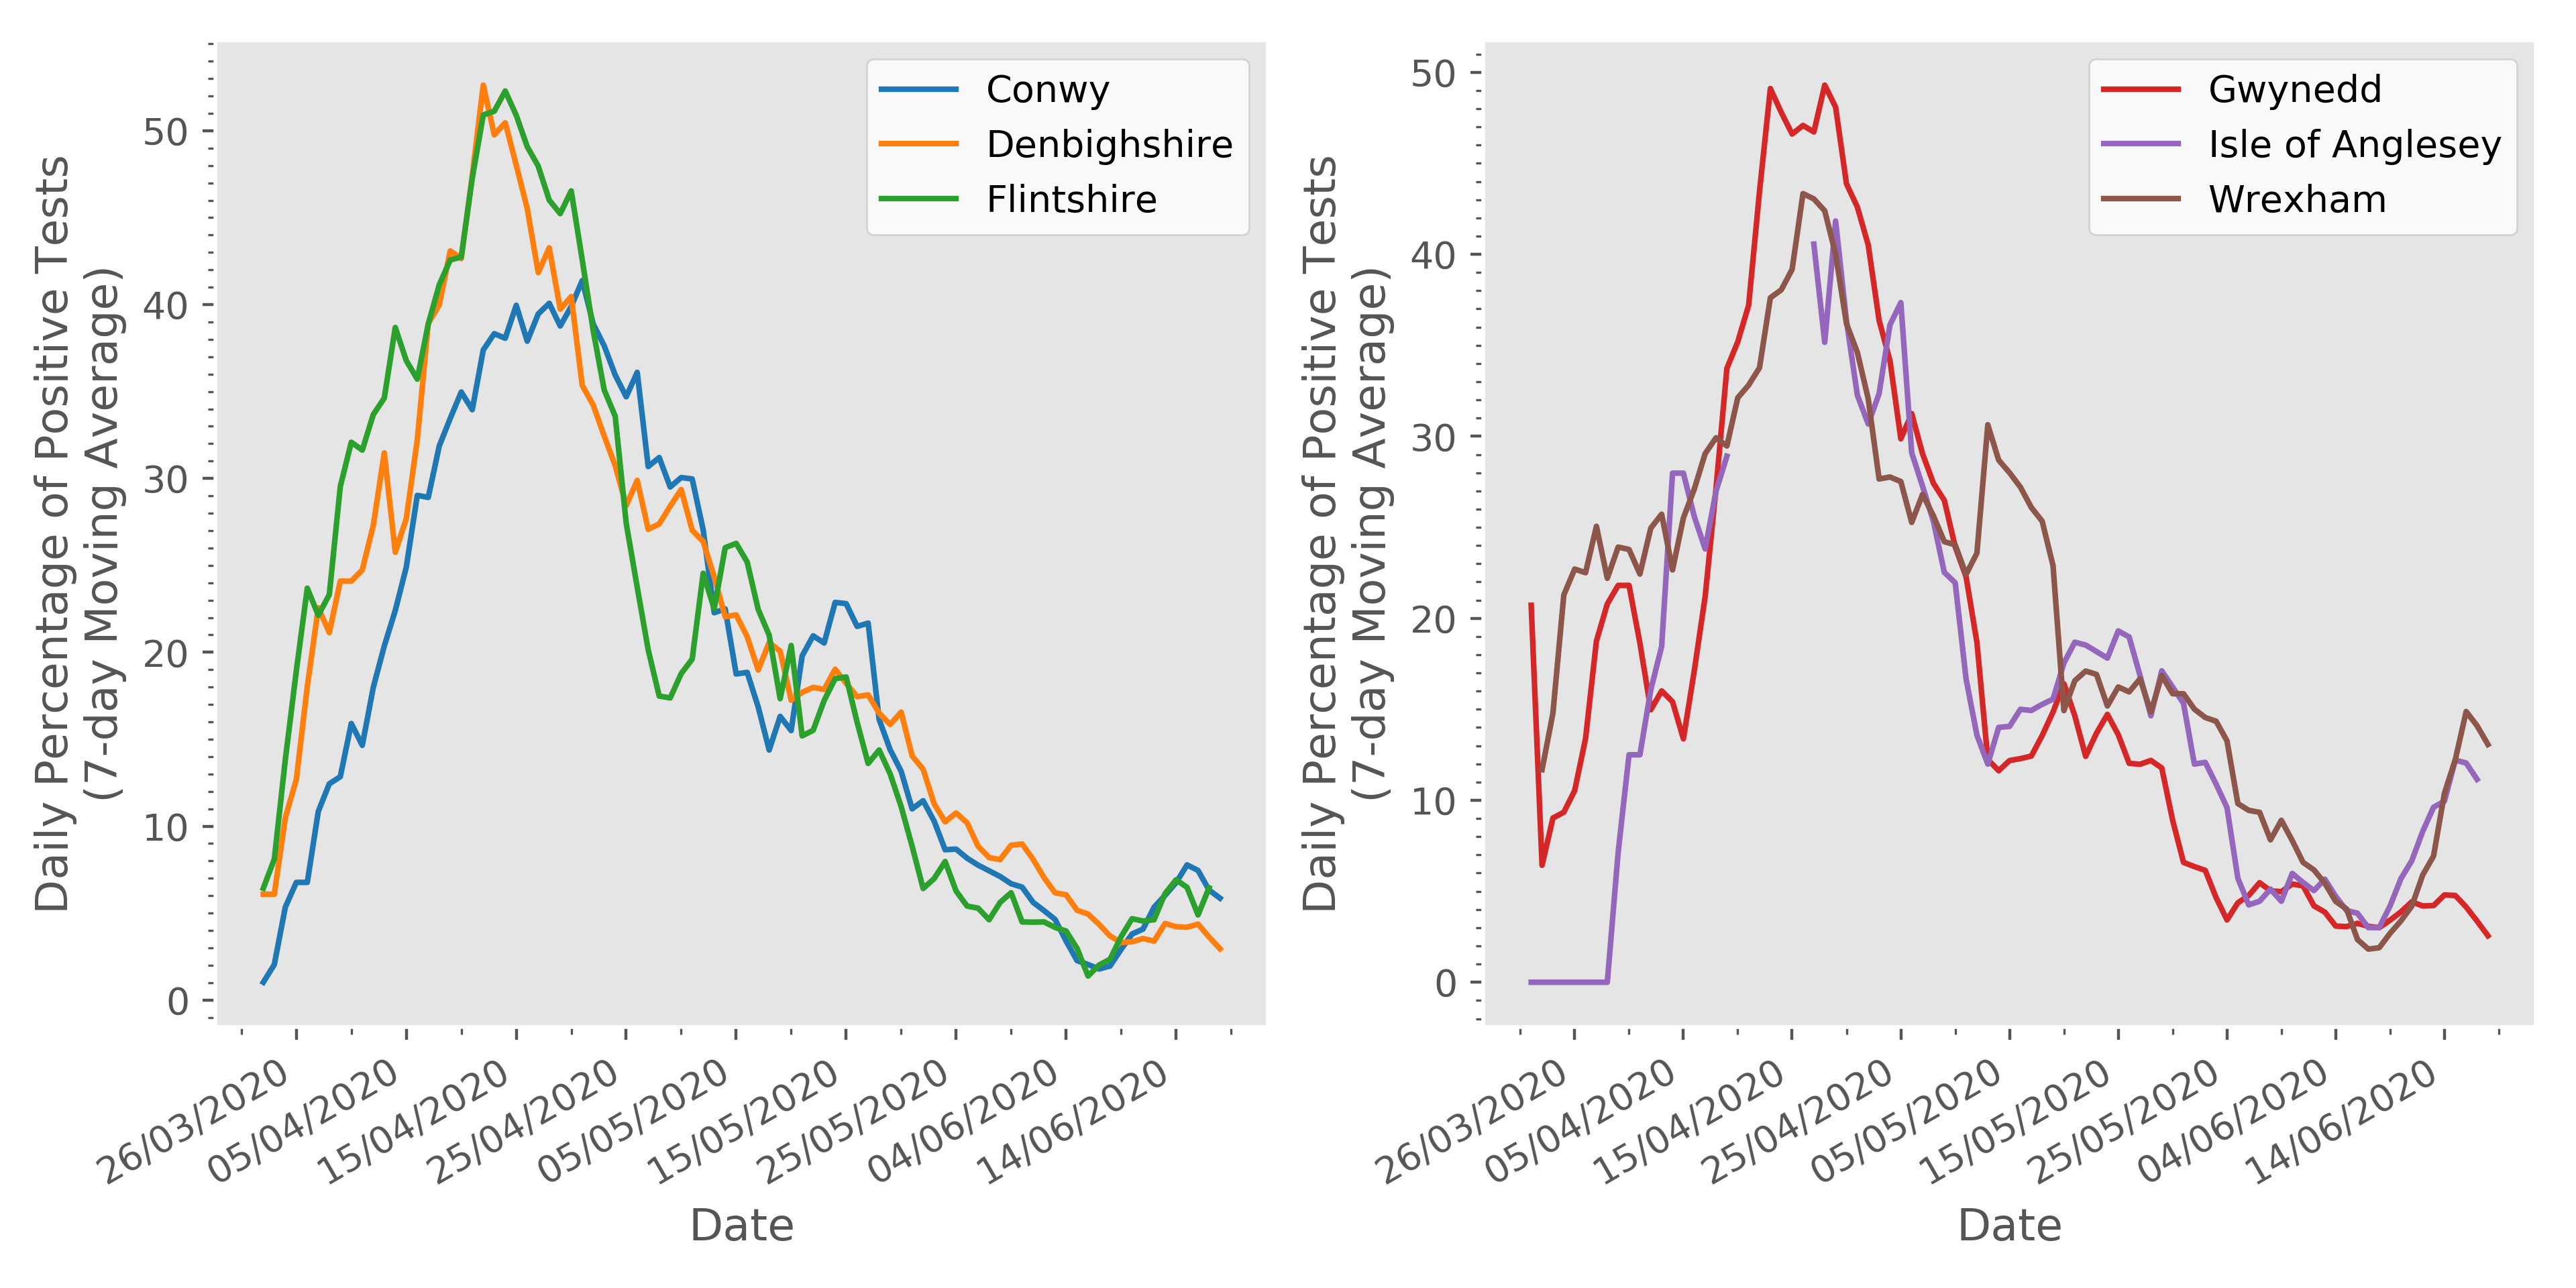 Daily Percentage of Positive Tests
(7-day Moving Average)
50
40
30
20
10
0
Conwy
Denbighshire
Flintshire
26/03/2020
05/04/2020
15/04/2020
25/04/2020
05/05/2020
15/05/2020
25/05/2020
04/06/2020
14/06/2020
Date
Daily Percentage of Positive Tests
(7-day Moving Average)
50
40
30
20
10
0
Gwynedd
Isle of Anglesey
Wrexham
26/03/2020
05/04/2020
15/04/2020
25/04/2020
05/05/2020
15/05/2020
25/05/2020
04/06/2020
14/06/2020
Date